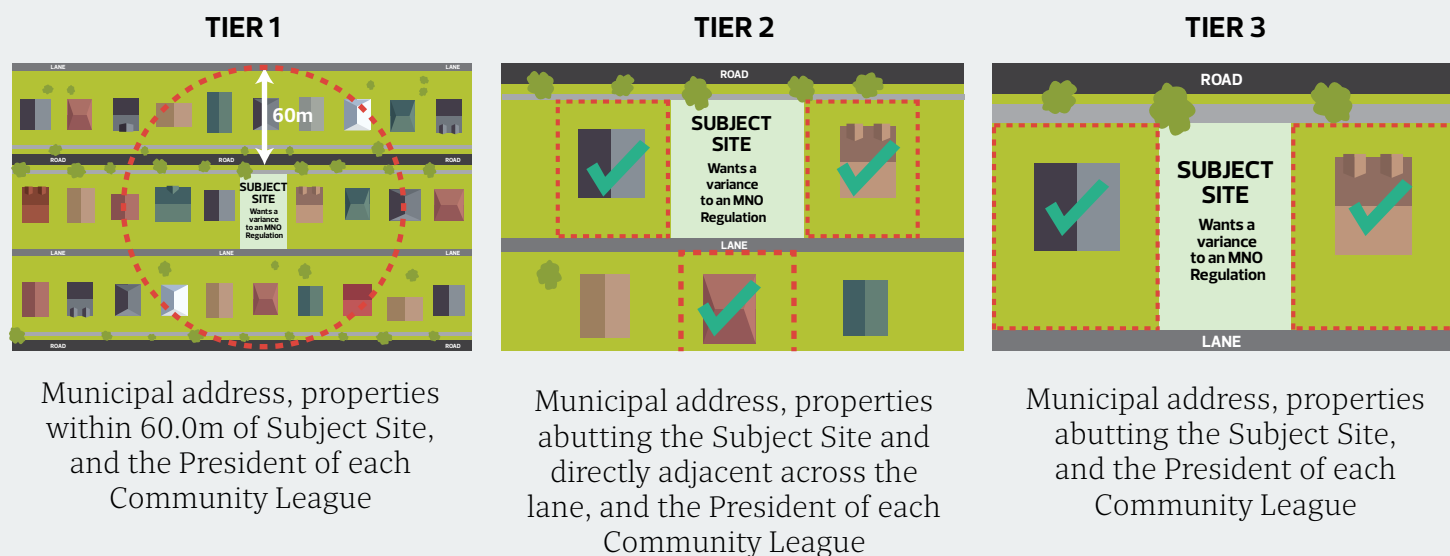 TIER 1
LANE
LANE
60m
ROAD
ROAD
ROAD
SUBJECT
SITE
Wants a
variance
to an MNO
Regulation
LANE
LANE
LANE
ROAD
ROAD
Municipal address, properties
within 60.0m of Subject Site,
and the President of each
Community League
TIER 2
ROAD
SUBJECT
SITE
Wants a
variance
to an MNO
Regulation
LANE
Municipal address, properties
abutting the Subject Site and
directly adjacent across the
lane, and the President of each
Community League
TIER 3
ROAD
SUBJECT
SITE
Wants a
variance
to an MNO
Regulation
LANE
Municipal address, properties
abutting the Subject Site,
and the President of each
Community League